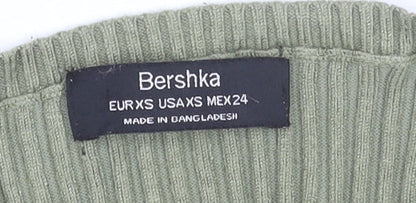 Bershka
EUR XS USA XS MEX 24
MADE IN BANGLADESH